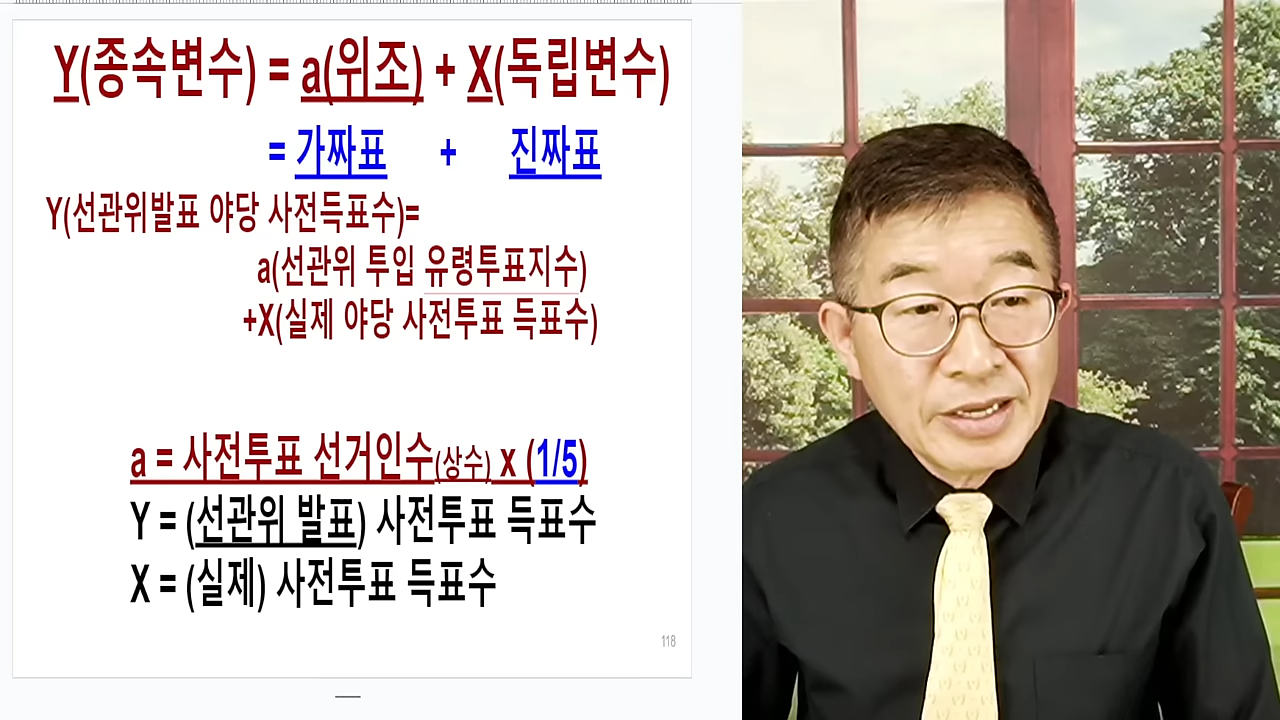 Y(종속변수) = a(위조) + X(독립변수)
= 가짜표 + 진짜표
Y(선관위발표 야당 사전득표수)=
a(선관위 투입 유령투표지수)
+X(실제 야당 사전투표 득표수)
a = 사전투표 선거인수(상수) x (1/5)
Y = (선관위 발표) 사전투표 득표수
X = (실제) 사전투표 득표수
118